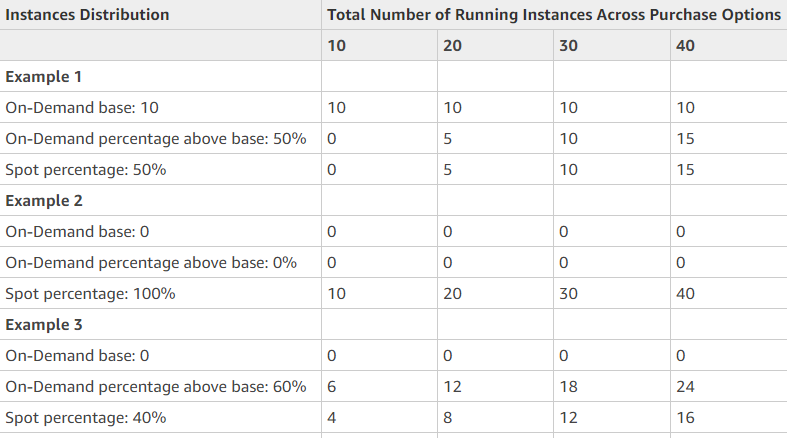 Instances Distribution Total Number of Running Instances Across Purchase Options
10 20 30 40
Example 1
On-Demand base: 10 10 10 10 10
On-Demand percentage above base: 50% 0 5 10 15
Spot percentage: 50% 0 5 10 15
Example 2
On-Demand base: 0 0 0 0 0
On-Demand percentage above base: 0% 0 0 0 0
Spot percentage: 100% 10 20 30 40
Example 3
On-Demand base: 0 0 0 0 0
On-Demand percentage above base: 60% 6 12 18 24
Spot percentage: 40% 4 8 12 16